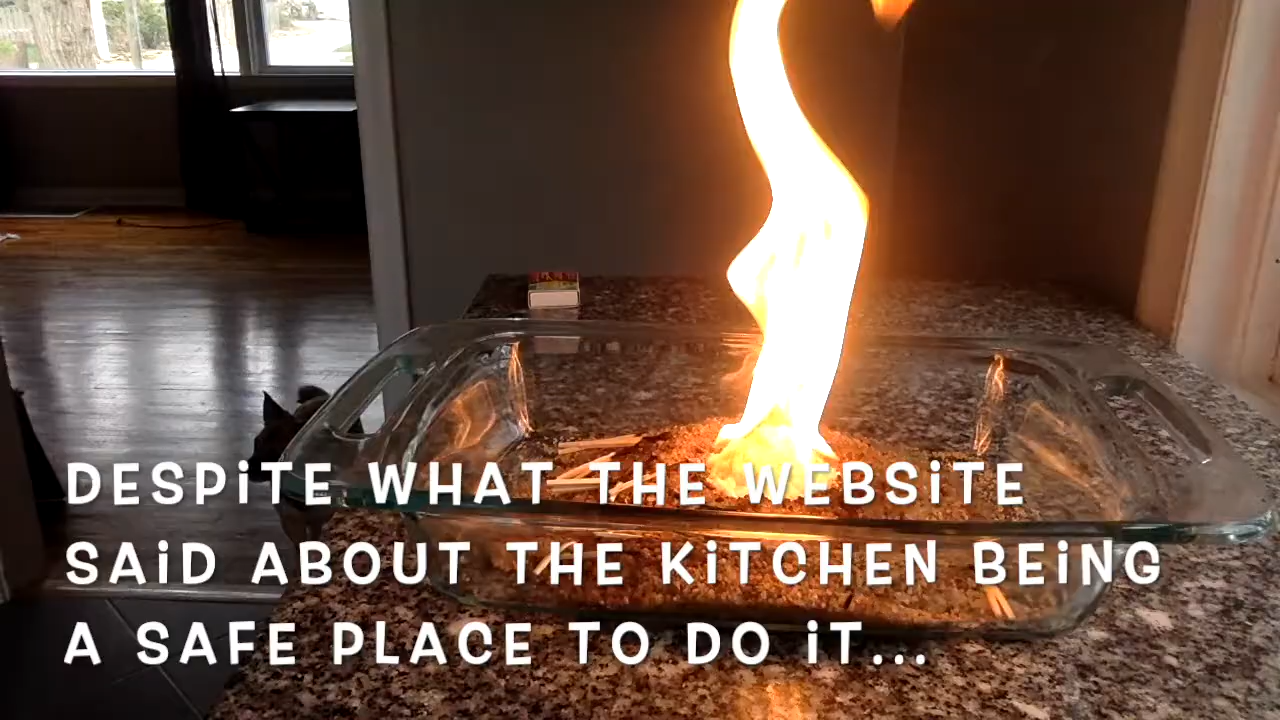 DESPiTE WHAT THE WEBSiTE
SAiD ABOUT THE KiTCHEN BEiNG
A SAFE PLACE TO DO iT...